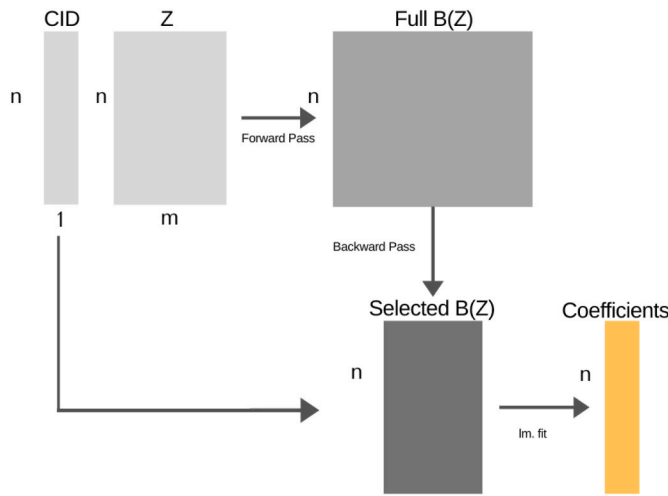 CID
Z
Full B(Z)
n
n
n
Forward Pass
1
m
Backward Pass
Selected B(Z)
Coefficients
n
n
lm. fit